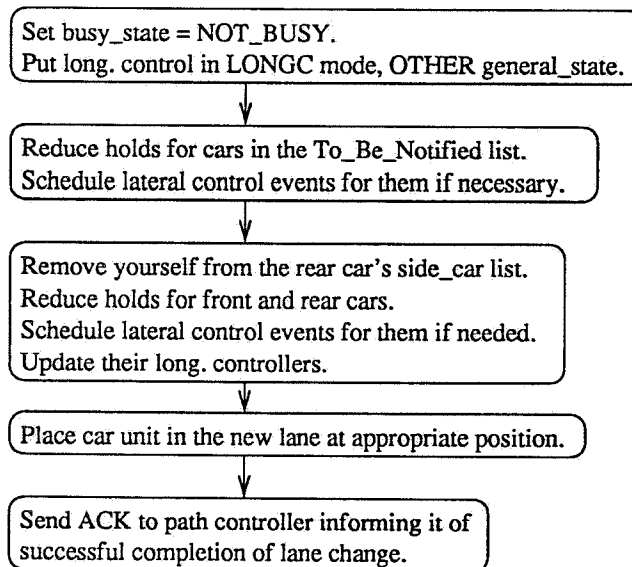 Set busy_state = NOT_BUSY.
Put long. control in LONGC mode, OTHER general_state.
Reduce holds for cars in the To_Be_Notified list.
Schedule lateral control events for them if necessary.
Remove yourself from the rear car's side_car list.
Reduce holds for front and rear cars.
Schedule lateral control events for them if needed.
Update their long. controllers.
Place car unit in the new lane at appropriate position.
Send ACK to path controller informing it of
successful completion of lane change.